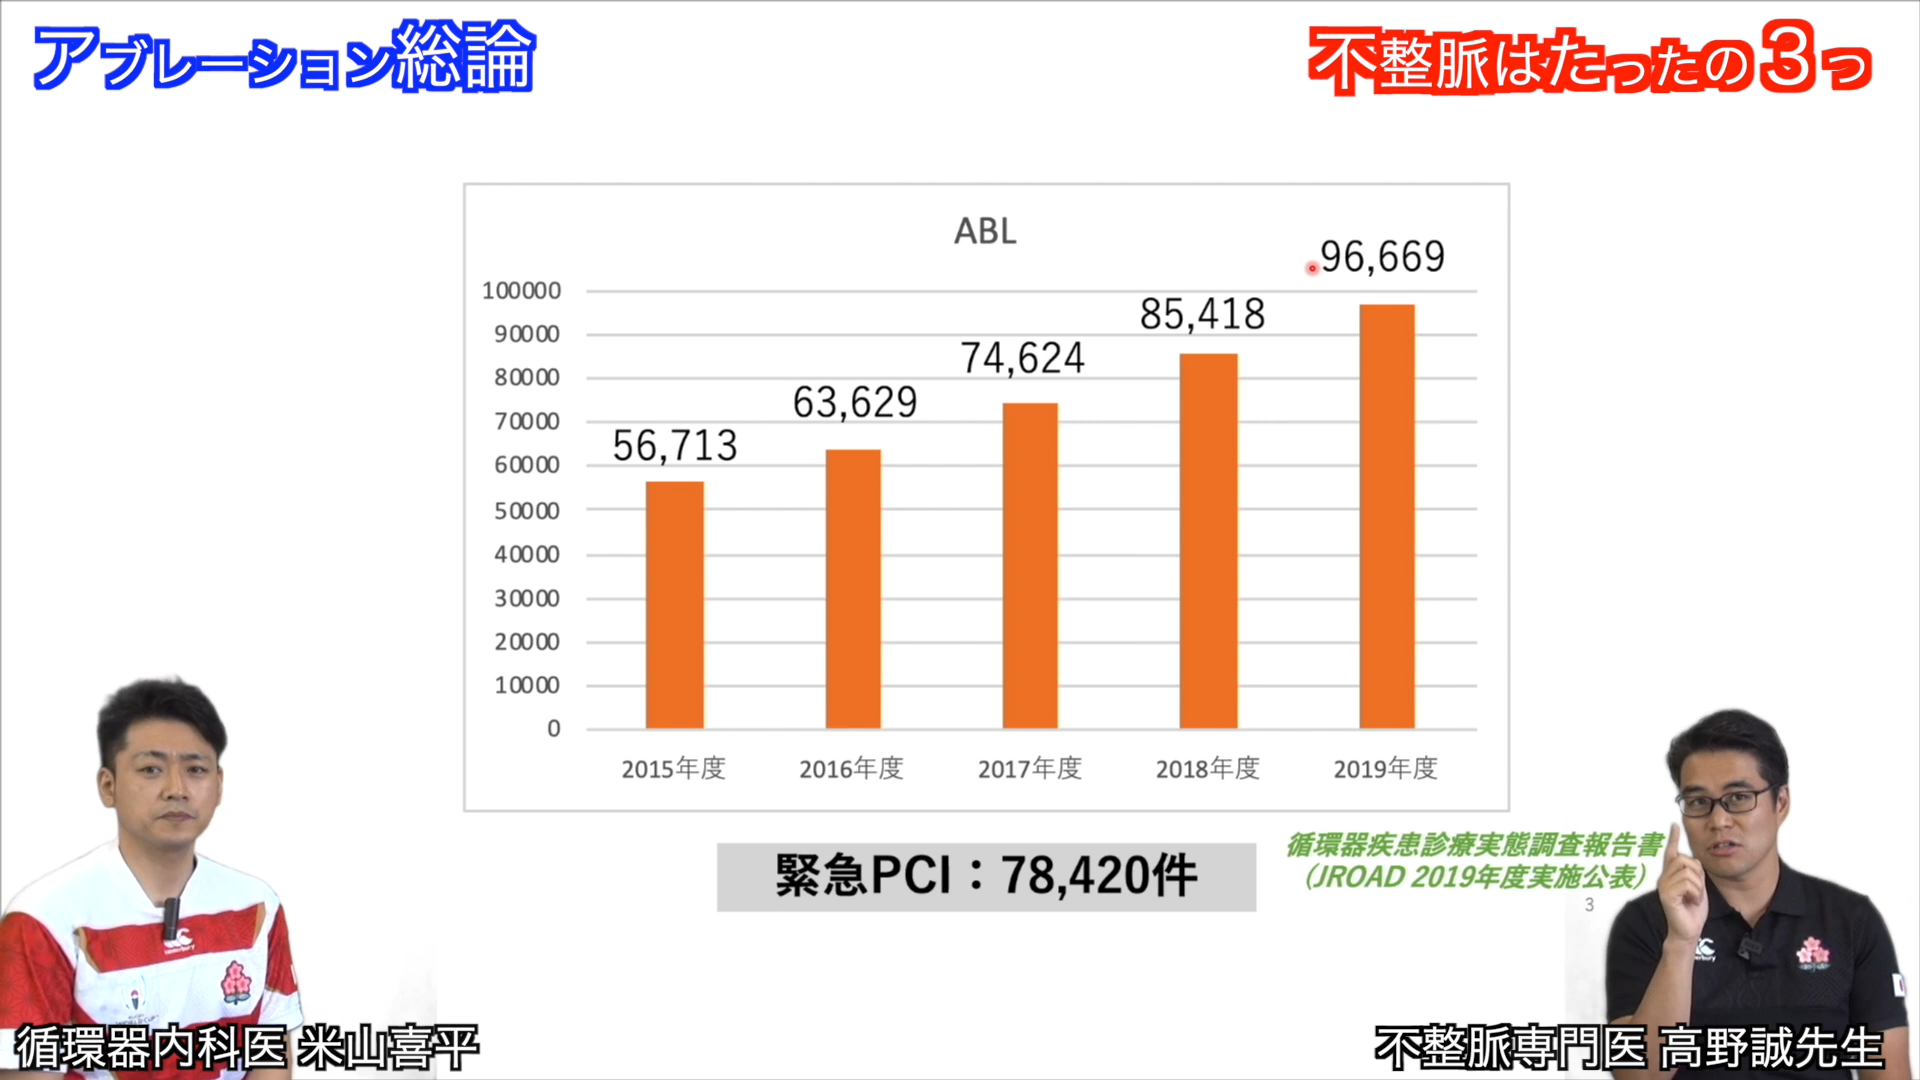 アブレーション総論
不整脈はたったの3つ
ABL
100000
90000
80000
70000
60000
50000
40000
30000
20000
10000
0
56,713
63,629
74,624
85,418
96,669
2015年度
2016年度
2017年度
2018年度
2019年度
緊急PCI：78,420件
循環器疾患診療実態調査報告書
（JROAD 2019年度実施公表）
3
canterbury
循環器内科医 米山喜平
不整脈専門医 高野誠先生